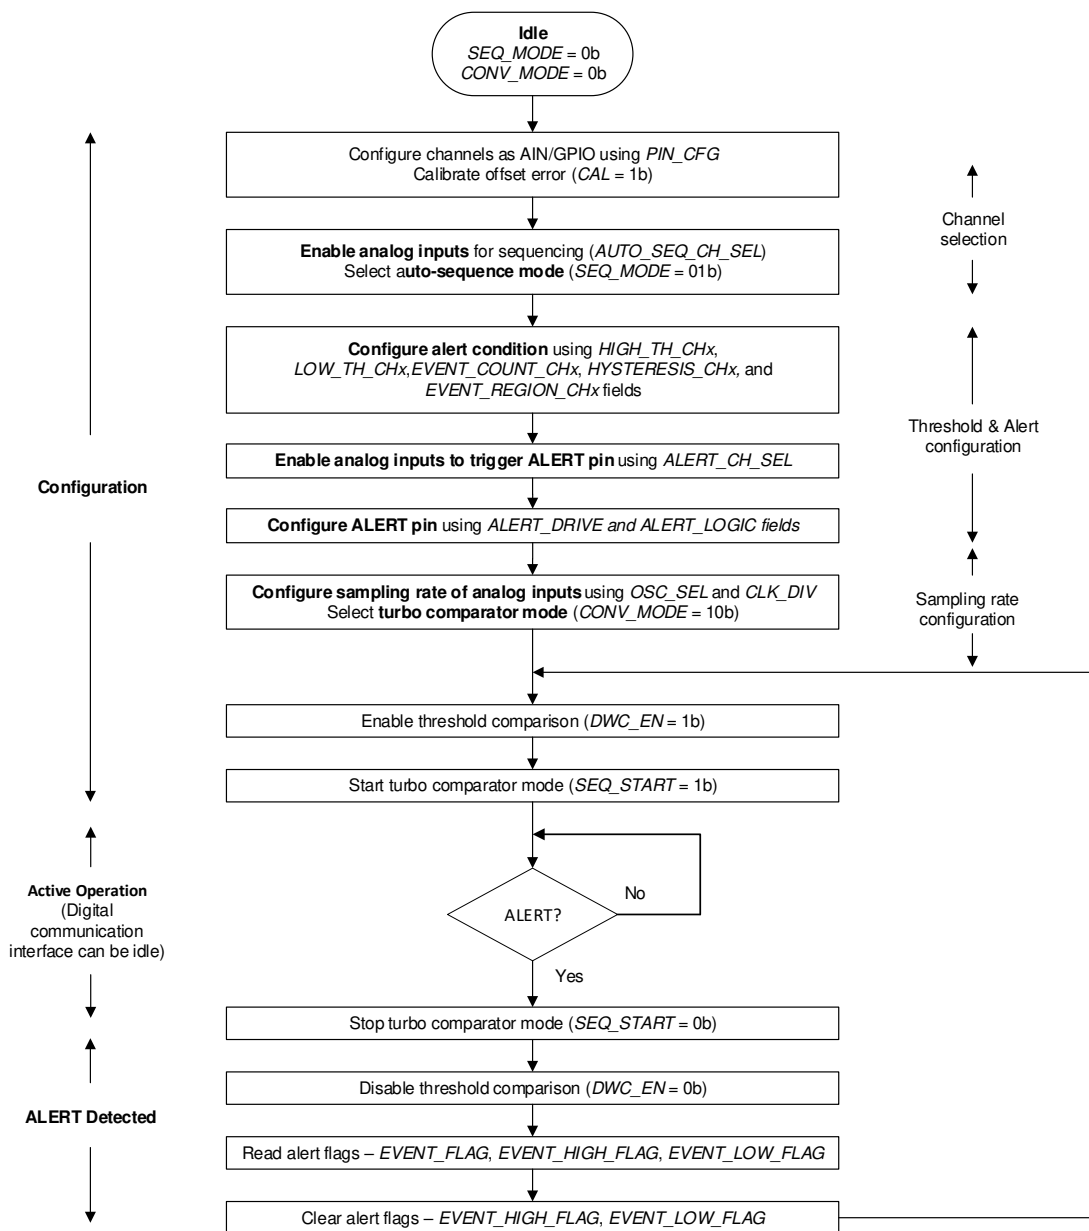 Idle
SEQ_MODE = 0b
CONV_MODE = 0b
Configure channels as AIN/GPIO using PIN_CFG
Calibrate offset error (CAL = 1b)
Channel
selection
Enable analog inputs for sequencing (AUTO_SEQ_CH_SEL)
Select auto-sequence mode (SEQ_MODE = 01b)
Configure alert condition using HIGH_TH_CHx,
LOW_TH_CHx,EVENT_COUNT_CHx, HYSTERESIS_CHx, and
EVENT_REGION_CHx fields
Threshold & Alert
configuration
Enable analog inputs to trigger ALERT pin using ALERT_CH_SEL
Configuration
Configure ALERT pin using ALERT_DRIVE and ALERT_LOGIC fields
Configure sampling rate of analog inputs using OSC_SEL and CLK_DIV
Select turbo comparator mode (CONV_MODE = 10b)
Sampling rate
configuration
Enable threshold comparison (DWC_EN = 1b)
Start turbo comparator mode (SEQ_START = 1b)
Active Operation
(Digital
communication
interface can be idle)
ALERT?
No
Yes
Stop turbo comparator mode (SEQ_START = 0b)
Disable threshold comparison (DWC_EN = 0b)
ALERT Detected
Read alert flags – EVENT_FLAG, EVENT_HIGH_FLAG, EVENT_LOW_FLAG
Clear alert flags – EVENT_HIGH_FLAG, EVENT_LOW_FLAG